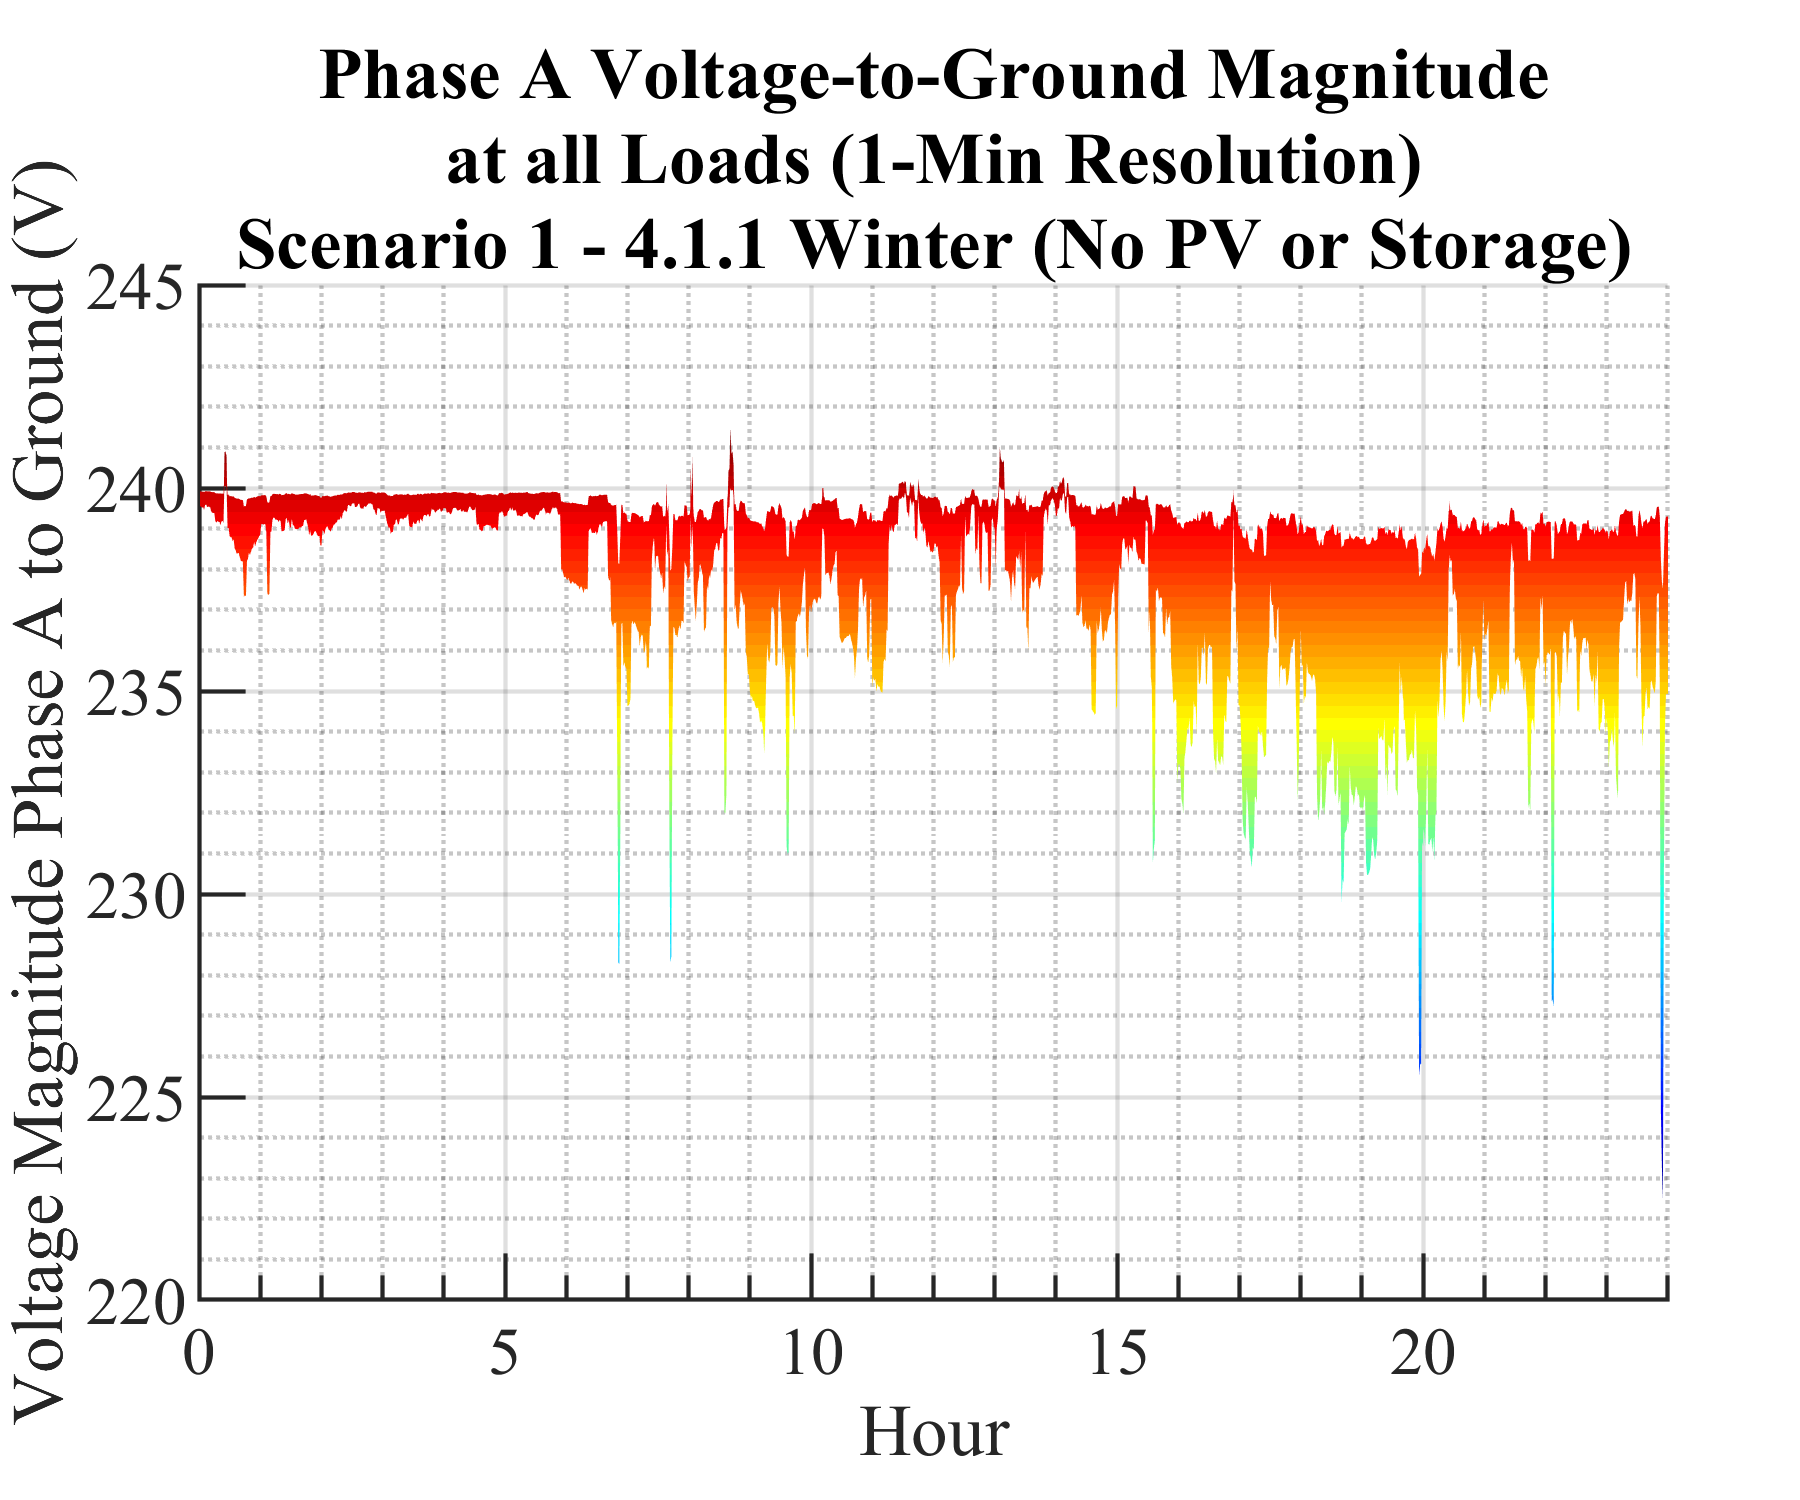 Phase A Voltage-to-Ground Magnitude
at all Loads (1-Min Resolution)
Scenario 1 - 4.1.1 Winter (No PV or Storage)
Voltage Magnitude Phase A to Ground (V)
245
240
235
230
225
220
0 5 10 15 20
Hour